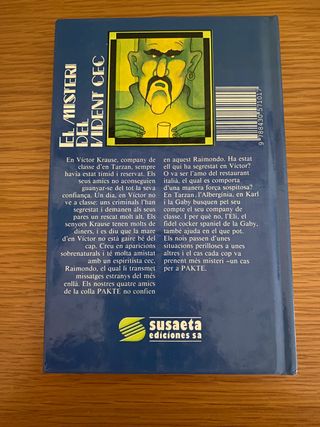 EL MISTERI
DEL
VIDENT CEC
En Víctor Krause, company de
classe d'en Tarzan, sempre
havia estat tímid i reservat. Els
seus amics no aconseguien
guanyar-se del tot la seva
confiança. Un dia, en Víctor no
ve a classe: uns criminals l'han
segrestat i demanen als seus
pares un rescat molt alt. Els
senyors Krause tenen molts de
diners, i es diu que la mare
d'en Víctor no està gaire bé del
cap. Creu en aparicions
sobrenaturals i té molta amistat
amb un espiritista cec,
Raimondo, el qual li transmet
missatges estranys del més
enllà. Els nostres quatre amics
de la colla PAKTE no confien
en aquest Raimondo. Ha estat
ell qui ha segrestat en Víctor?
O va ser l'amo del restaurant
italià, el qual es comporta
d'una manera força sospitosa?
En Tarzan, l'Albergínia, en Karl
i la Gaby busquen pel seu
compte el seu company de
classe. I per què no, l'Eli, el
fidel cocker spaniel de la Gaby,
també ajuda en el que pot.
Els nois passen d'unes
situacions perilloses a unes
altres i el cas cada cop va
prenent més misteri –un cas
per a PAKTE.
susaeta
ediciones sa